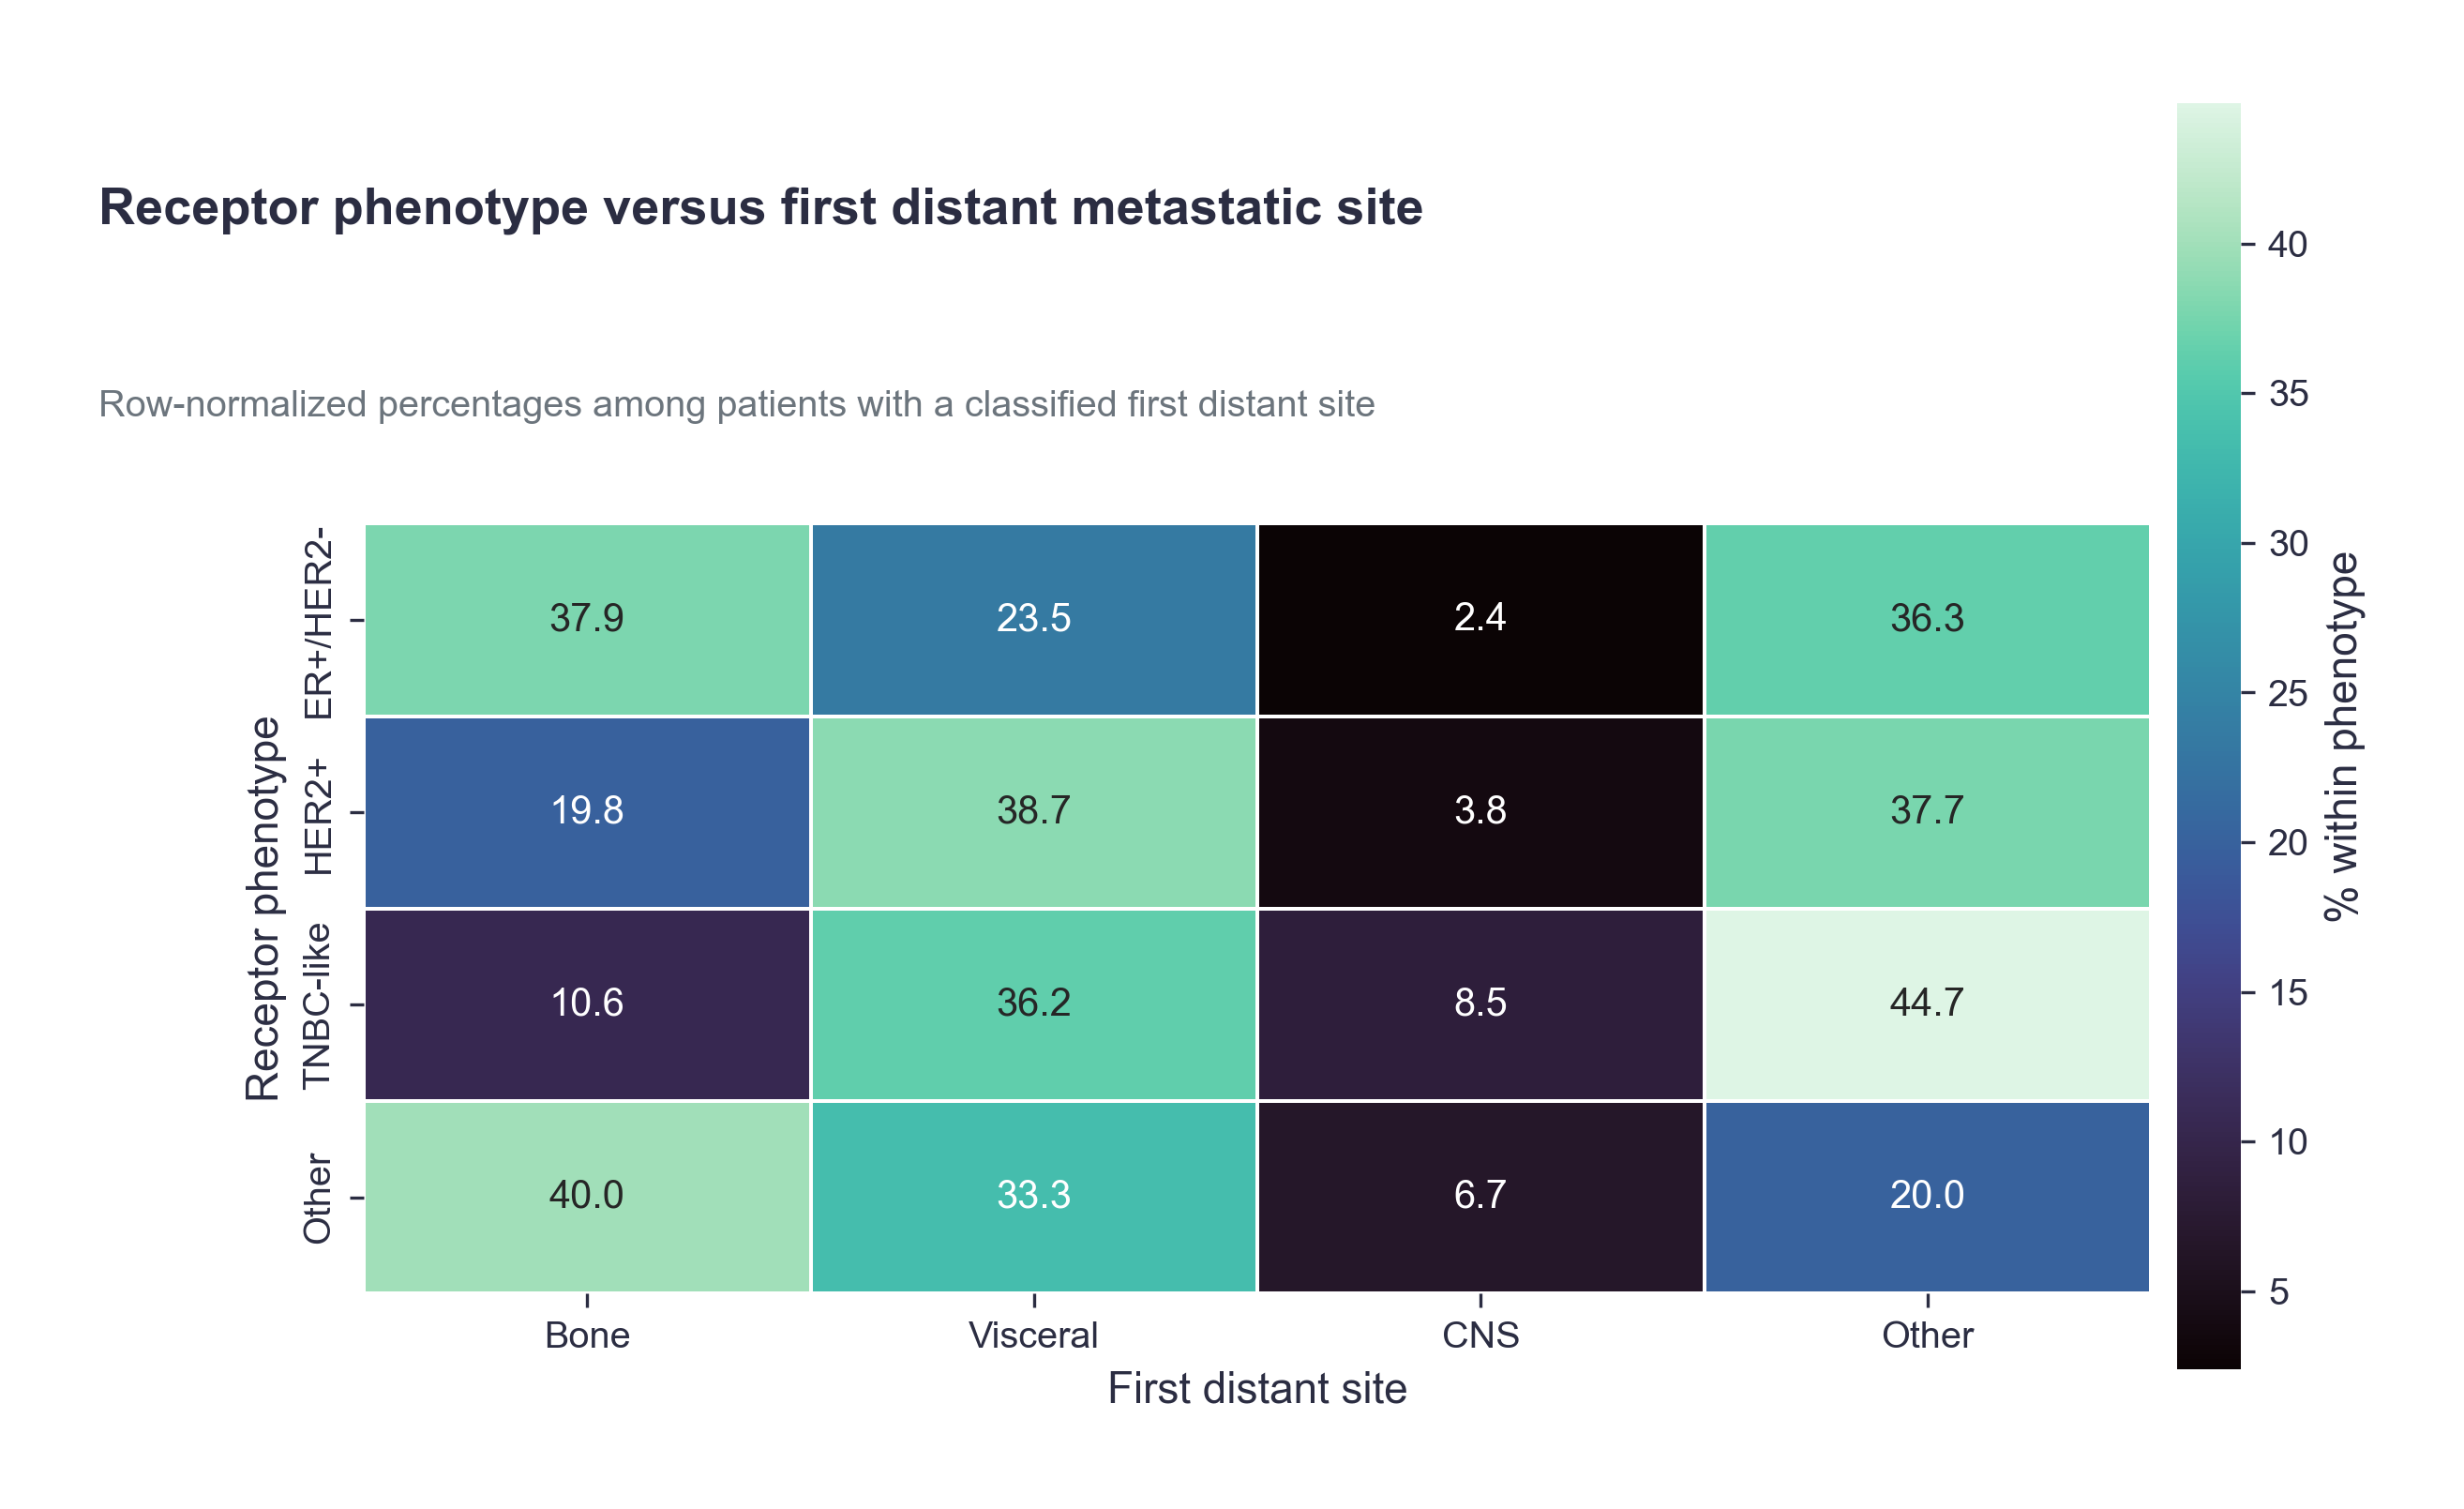 Receptor phenotype versus first distant metastatic site
Row-normalized percentages among patients with a classified first distant site
Receptor phenotype
ER+/HER2-
37.9
23.5
2.4
36.3
HER2+
19.8
38.7
3.8
37.7
TNBC-like
10.6
36.2
8.5
44.7
Other
40.0
33.3
6.7
20.0
Bone
Visceral
CNS
Other
First distant site
40
35
30
25
20
15
10
5
% within phenotype